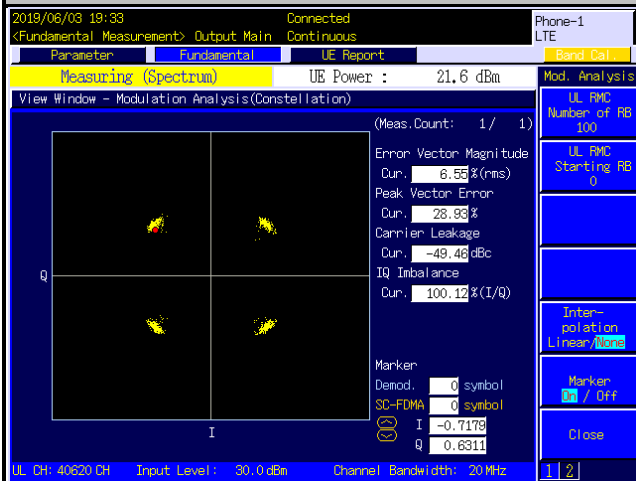 2019/06/03 19:33 Connected Phone-1
<Fundamental Measurement> Output Main Continuous LTE
Parameter Fundamental UE Report Band Cal.
Measuring (Spectrum) UE Power : 21.6 dBm Mod. Analysis
View Window - Modulation Analysis(Constellation)
UL RMC
Number of RB
100
(Meas.Count: 1/ 1)
UL RMC
Starting RB
0
Error Vector Magnitude
Cur. 6.55 %(rms)
Peak Vector Error
Cur. 28.93 %
Carrier Leakage
Cur. -49.46 dBc
IQ Imbalance
Cur. 100.12 %(I/Q)
Q
I
Inter-
polation
Linear/None
Marker
Demod. 0 symbol
SC-FDMA 0 symbol
I -0.7179
Q 0.6311
Marker
On / Off
Close
UL CH: 40620 CH Input Level: 30.0 dBm Channel Bandwidth: 20 MHz 1 2